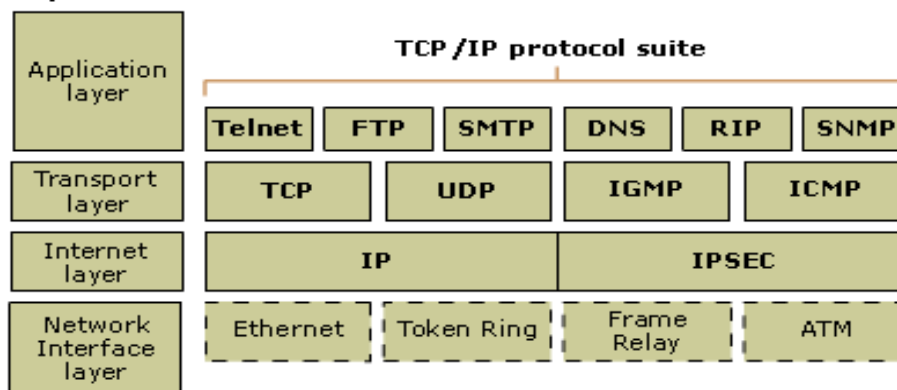 TCP/IP protocol suite
Application
layer
Telnet FTP SMTP DNS RIP SNMP
Transport
layer
TCP UDP IGMP ICMP
Internet
layer
IP IPSEC
Network
Interface
layer
Ethernet Token Ring Frame
Relay ATM